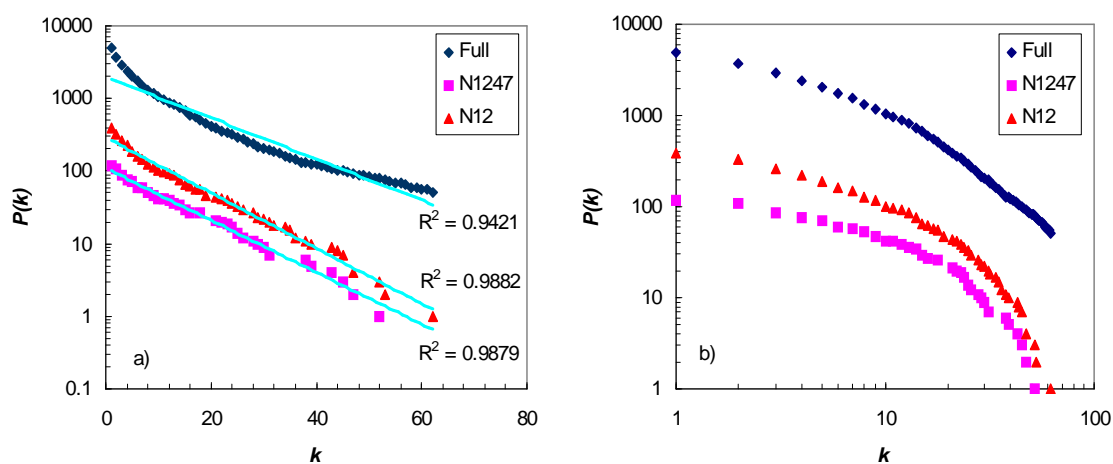 10000
1000
100
10
1
0.1
P(k)
Full
N1247
N12
R² = 0.9421
R² = 0.9882
R² = 0.9879
a)
0 20 40 60 80
k
10000
1000
100
10
1
P(k)
Full
N1247
N12
b)
1 10 100
k